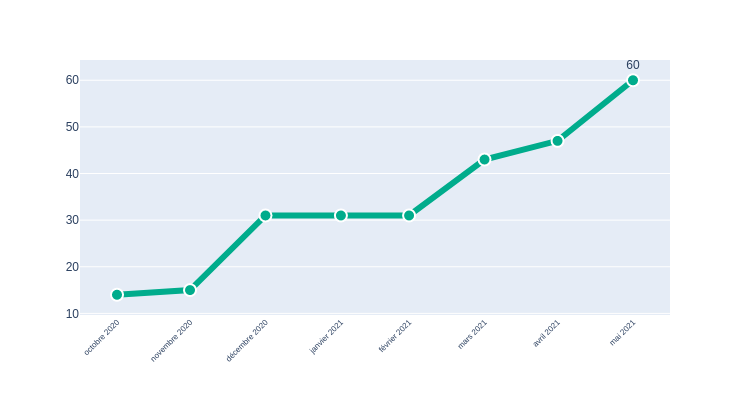 60
60
50
40
30
20
10
octobre 2020
novembre 2020
décembre 2020
janvier 2021
février 2021
mars 2021
avril 2021
mai 2021